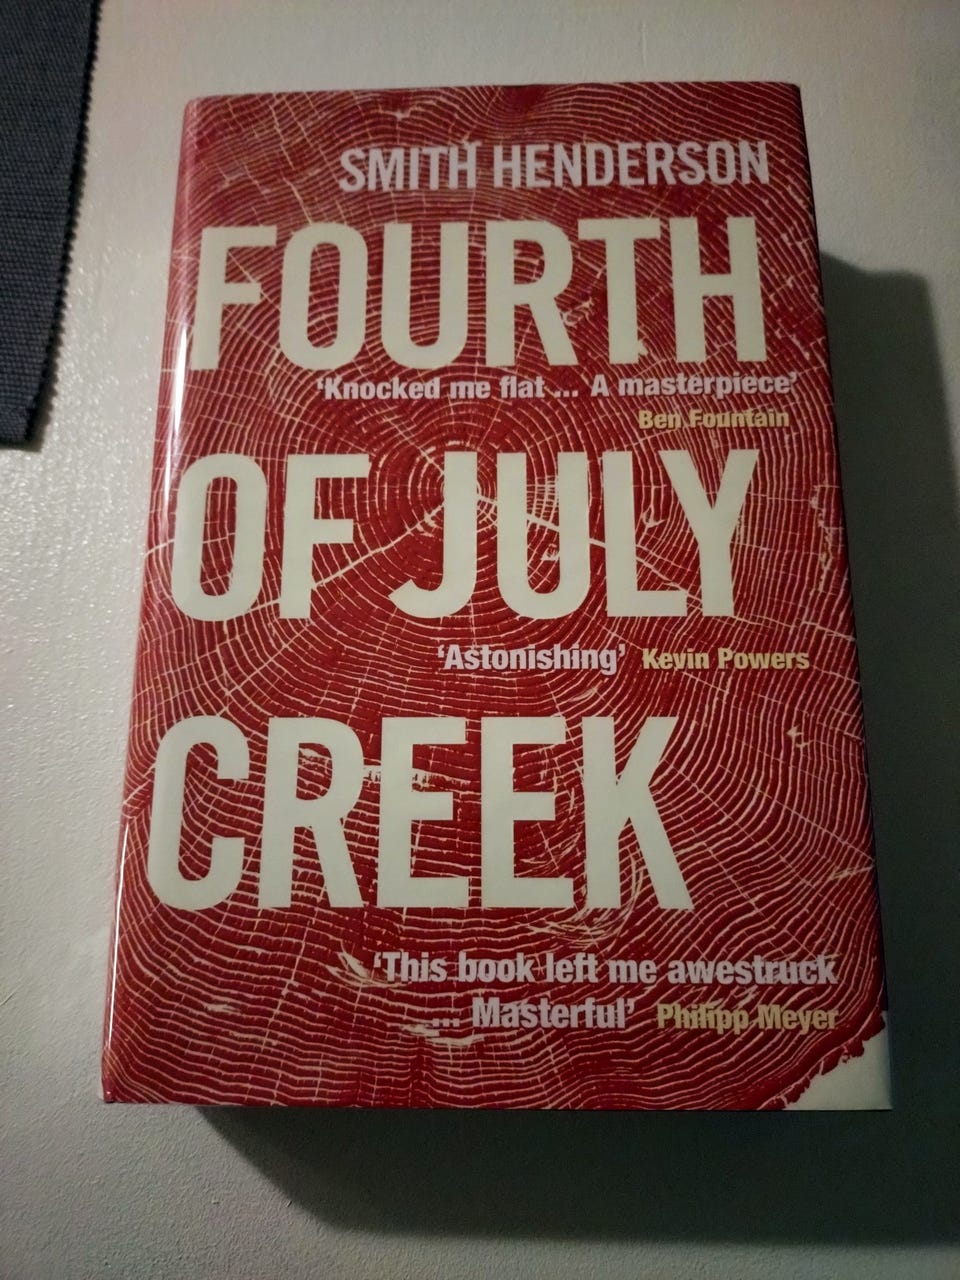 SMITH HENDERSON
FOURTH
‘Knocked me flat ... A masterpiece’
Ben Fountain
OF JULY
‘Astonishing’ Kevin Powers
CREEK
‘This book left me awestruck
... Masterful’ Philipp Meyer